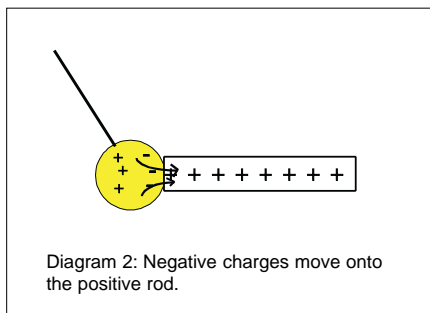 + - + - + - + + + + + + + +
Diagram 2: Negative charges move onto
the positive rod.